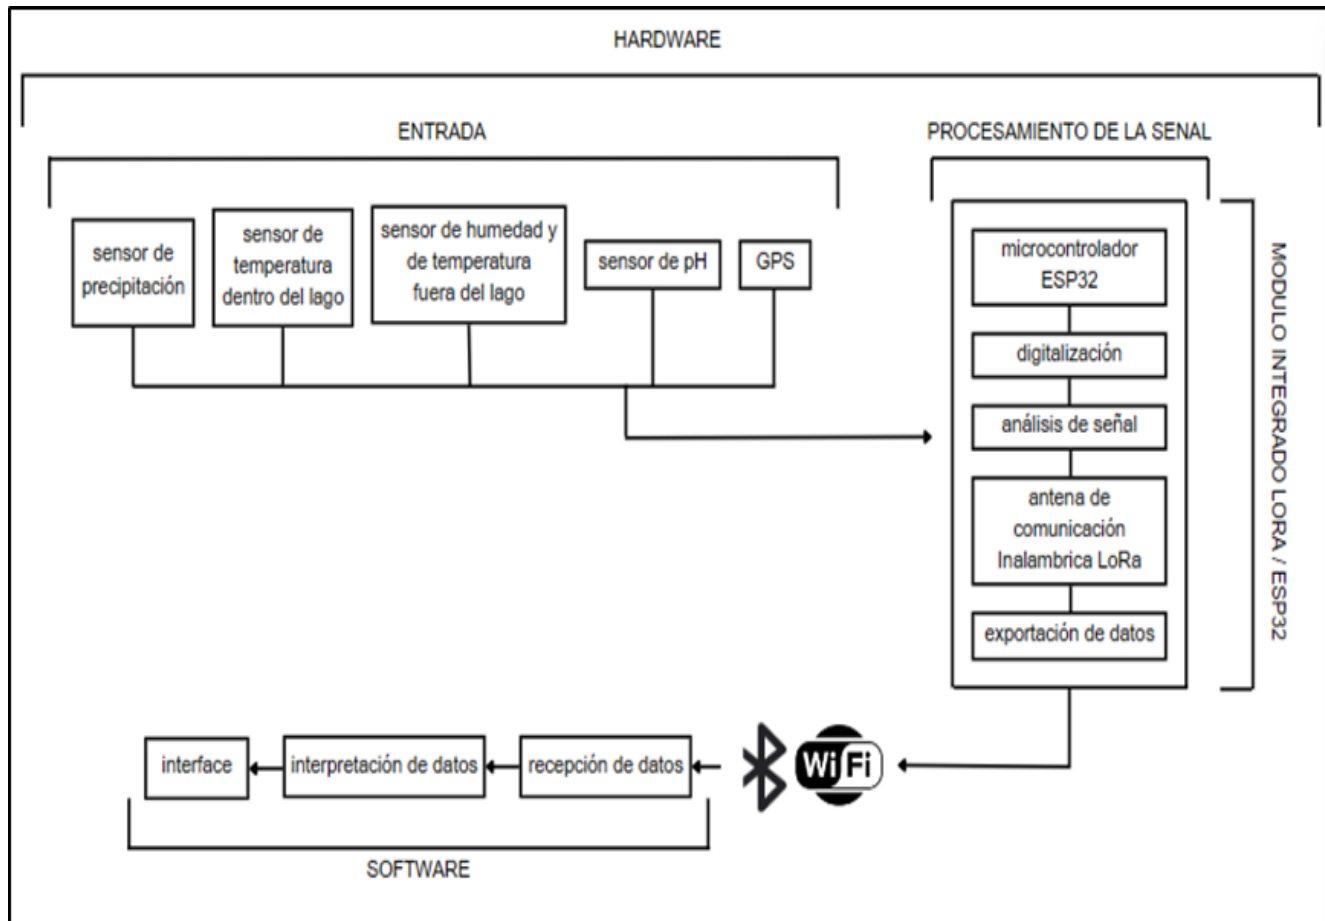 HARDWARE
ENTRADA
PROCESAMIENTO DE LA SENAL
sensor de
precipitación
sensor de
temperatura
dentro del lago
sensor de humedad y
de temperatura
fuera del lago
sensor de pH
GPS
microcontrolador
ESP32
digitalización
análisis de señal
antena de
comunicación
Inalambrica LoRa
exportación de datos
MODULO INTEGRADO LORA / ESP32
interface
interpretación de datos
recepción de datos
WiFi
SOFTWARE